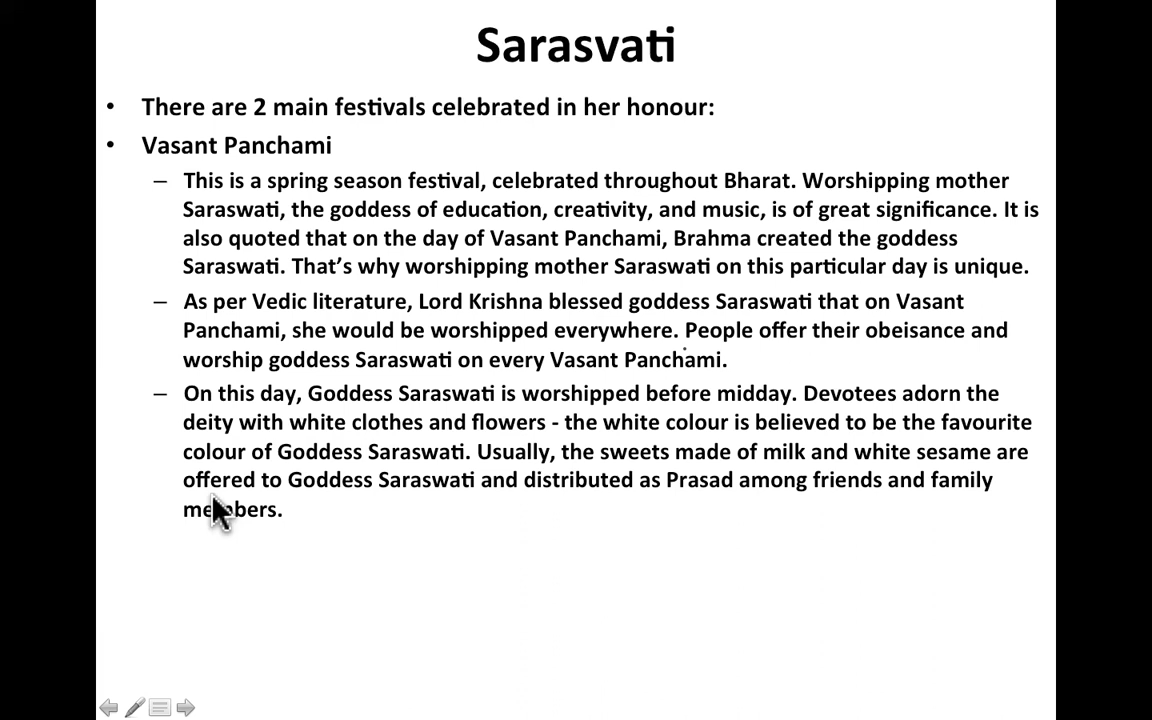 Sarasvati
• There are 2 main festivals celebrated in her honour:
• Vasant Panchami
– This is a spring season festival, celebrated throughout Bharat. Worshipping mother
Saraswati, the goddess of education, creativity, and music, is of great significance. It is
also quoted that on the day of Vasant Panchami, Brahma created the goddess
Saraswati. That’s why worshipping mother Saraswati on this particular day is unique.
– As per Vedic literature, Lord Krishna blessed goddess Saraswati that on Vasant
Panchami, she would be worshipped everywhere. People offer their obeisance and
worship goddess Saraswati on every Vasant Panchami.
– On this day, Goddess Saraswati is worshipped before midday. Devotees adorn the
deity with white clothes and flowers - the white colour is believed to be the favourite
colour of Goddess Saraswati. Usually, the sweets made of milk and white sesame are
offered to Goddess Saraswati and distributed as Prasad among friends and family
members.